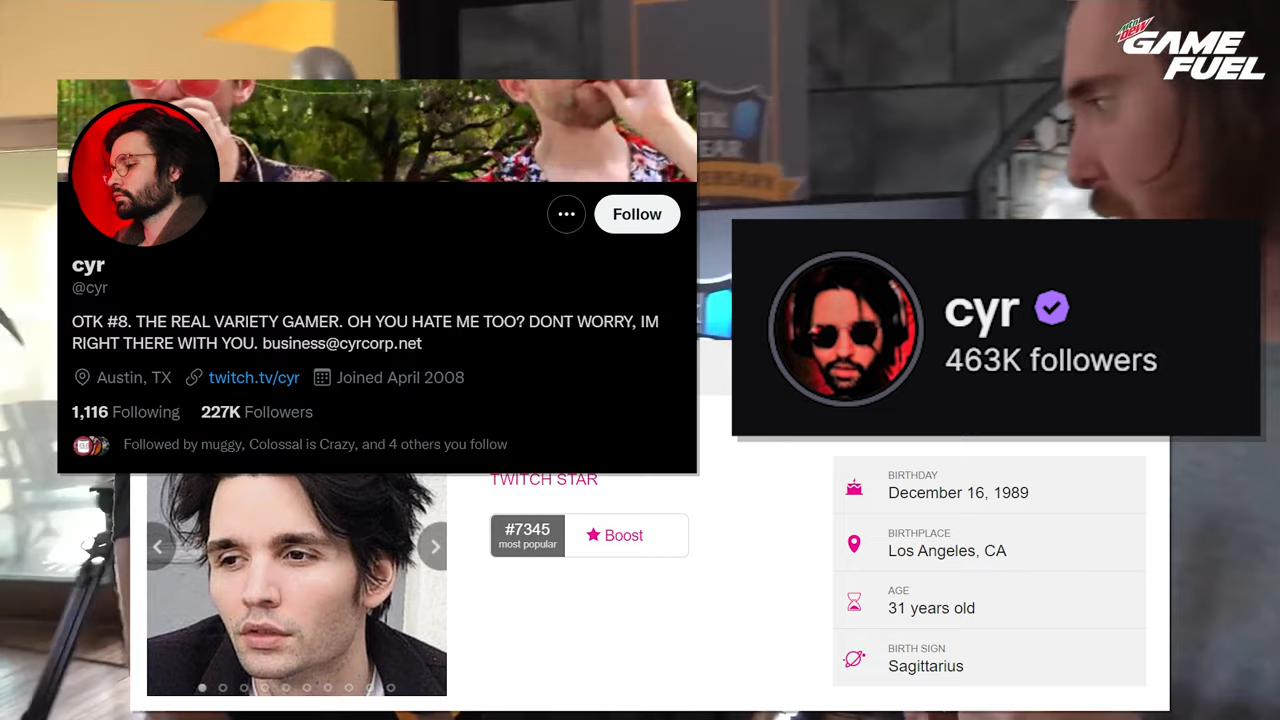 Mtn Dew
GAME
FUEL
Follow
cyr
@cyr
OTK #8. THE REAL VARIETY GAMER. OH YOU HATE ME TOO? DONT WORRY, IM
RIGHT THERE WITH YOU. business@cyrcorp.net
Austin, TX twitch.tv/cyr Joined April 2008
1,116 Following 227K Followers
Followed by muggy, Colossal is Crazy, and 4 others you follow
cyr
463K followers
TWITCH STAR
#7345
most popular
Boost
BIRTHDAY
December 16, 1989
BIRTHPLACE
Los Angeles, CA
AGE
31 years old
BIRTH SIGN
Sagittarius